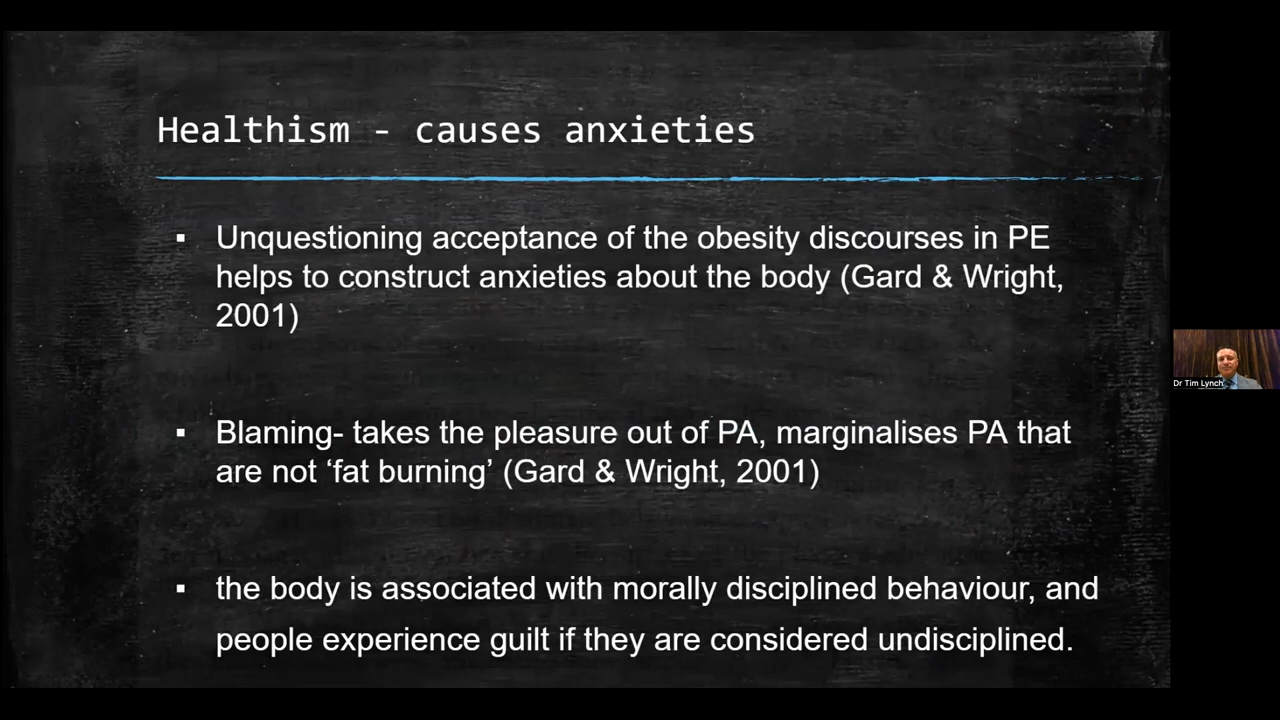 Healthism - causes anxieties
▪ Unquestioning acceptance of the obesity discourses in PE
helps to construct anxieties about the body (Gard & Wright,
2001)
▪ Blaming- takes the pleasure out of PA, marginalises PA that
are not ‘fat burning’ (Gard & Wright, 2001)
▪ the body is associated with morally disciplined behaviour, and
people experience guilt if they are considered undisciplined.
Dr Tim Lynch